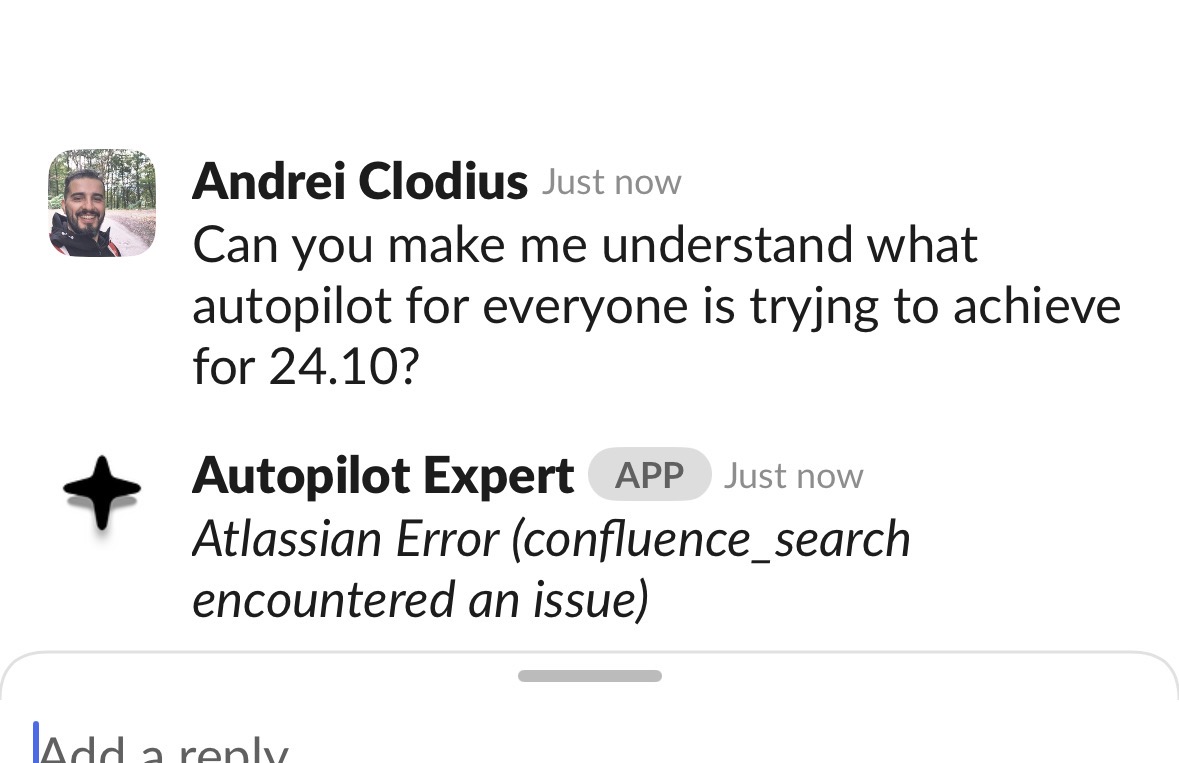 Andrei Clodius Just now
Can you make me understand what
autopilot for everyone is tryjng to achieve
for 24.10?
Autopilot Expert APP Just now
Atlassian Error (confluence_search
encountered an issue)
Add a reply